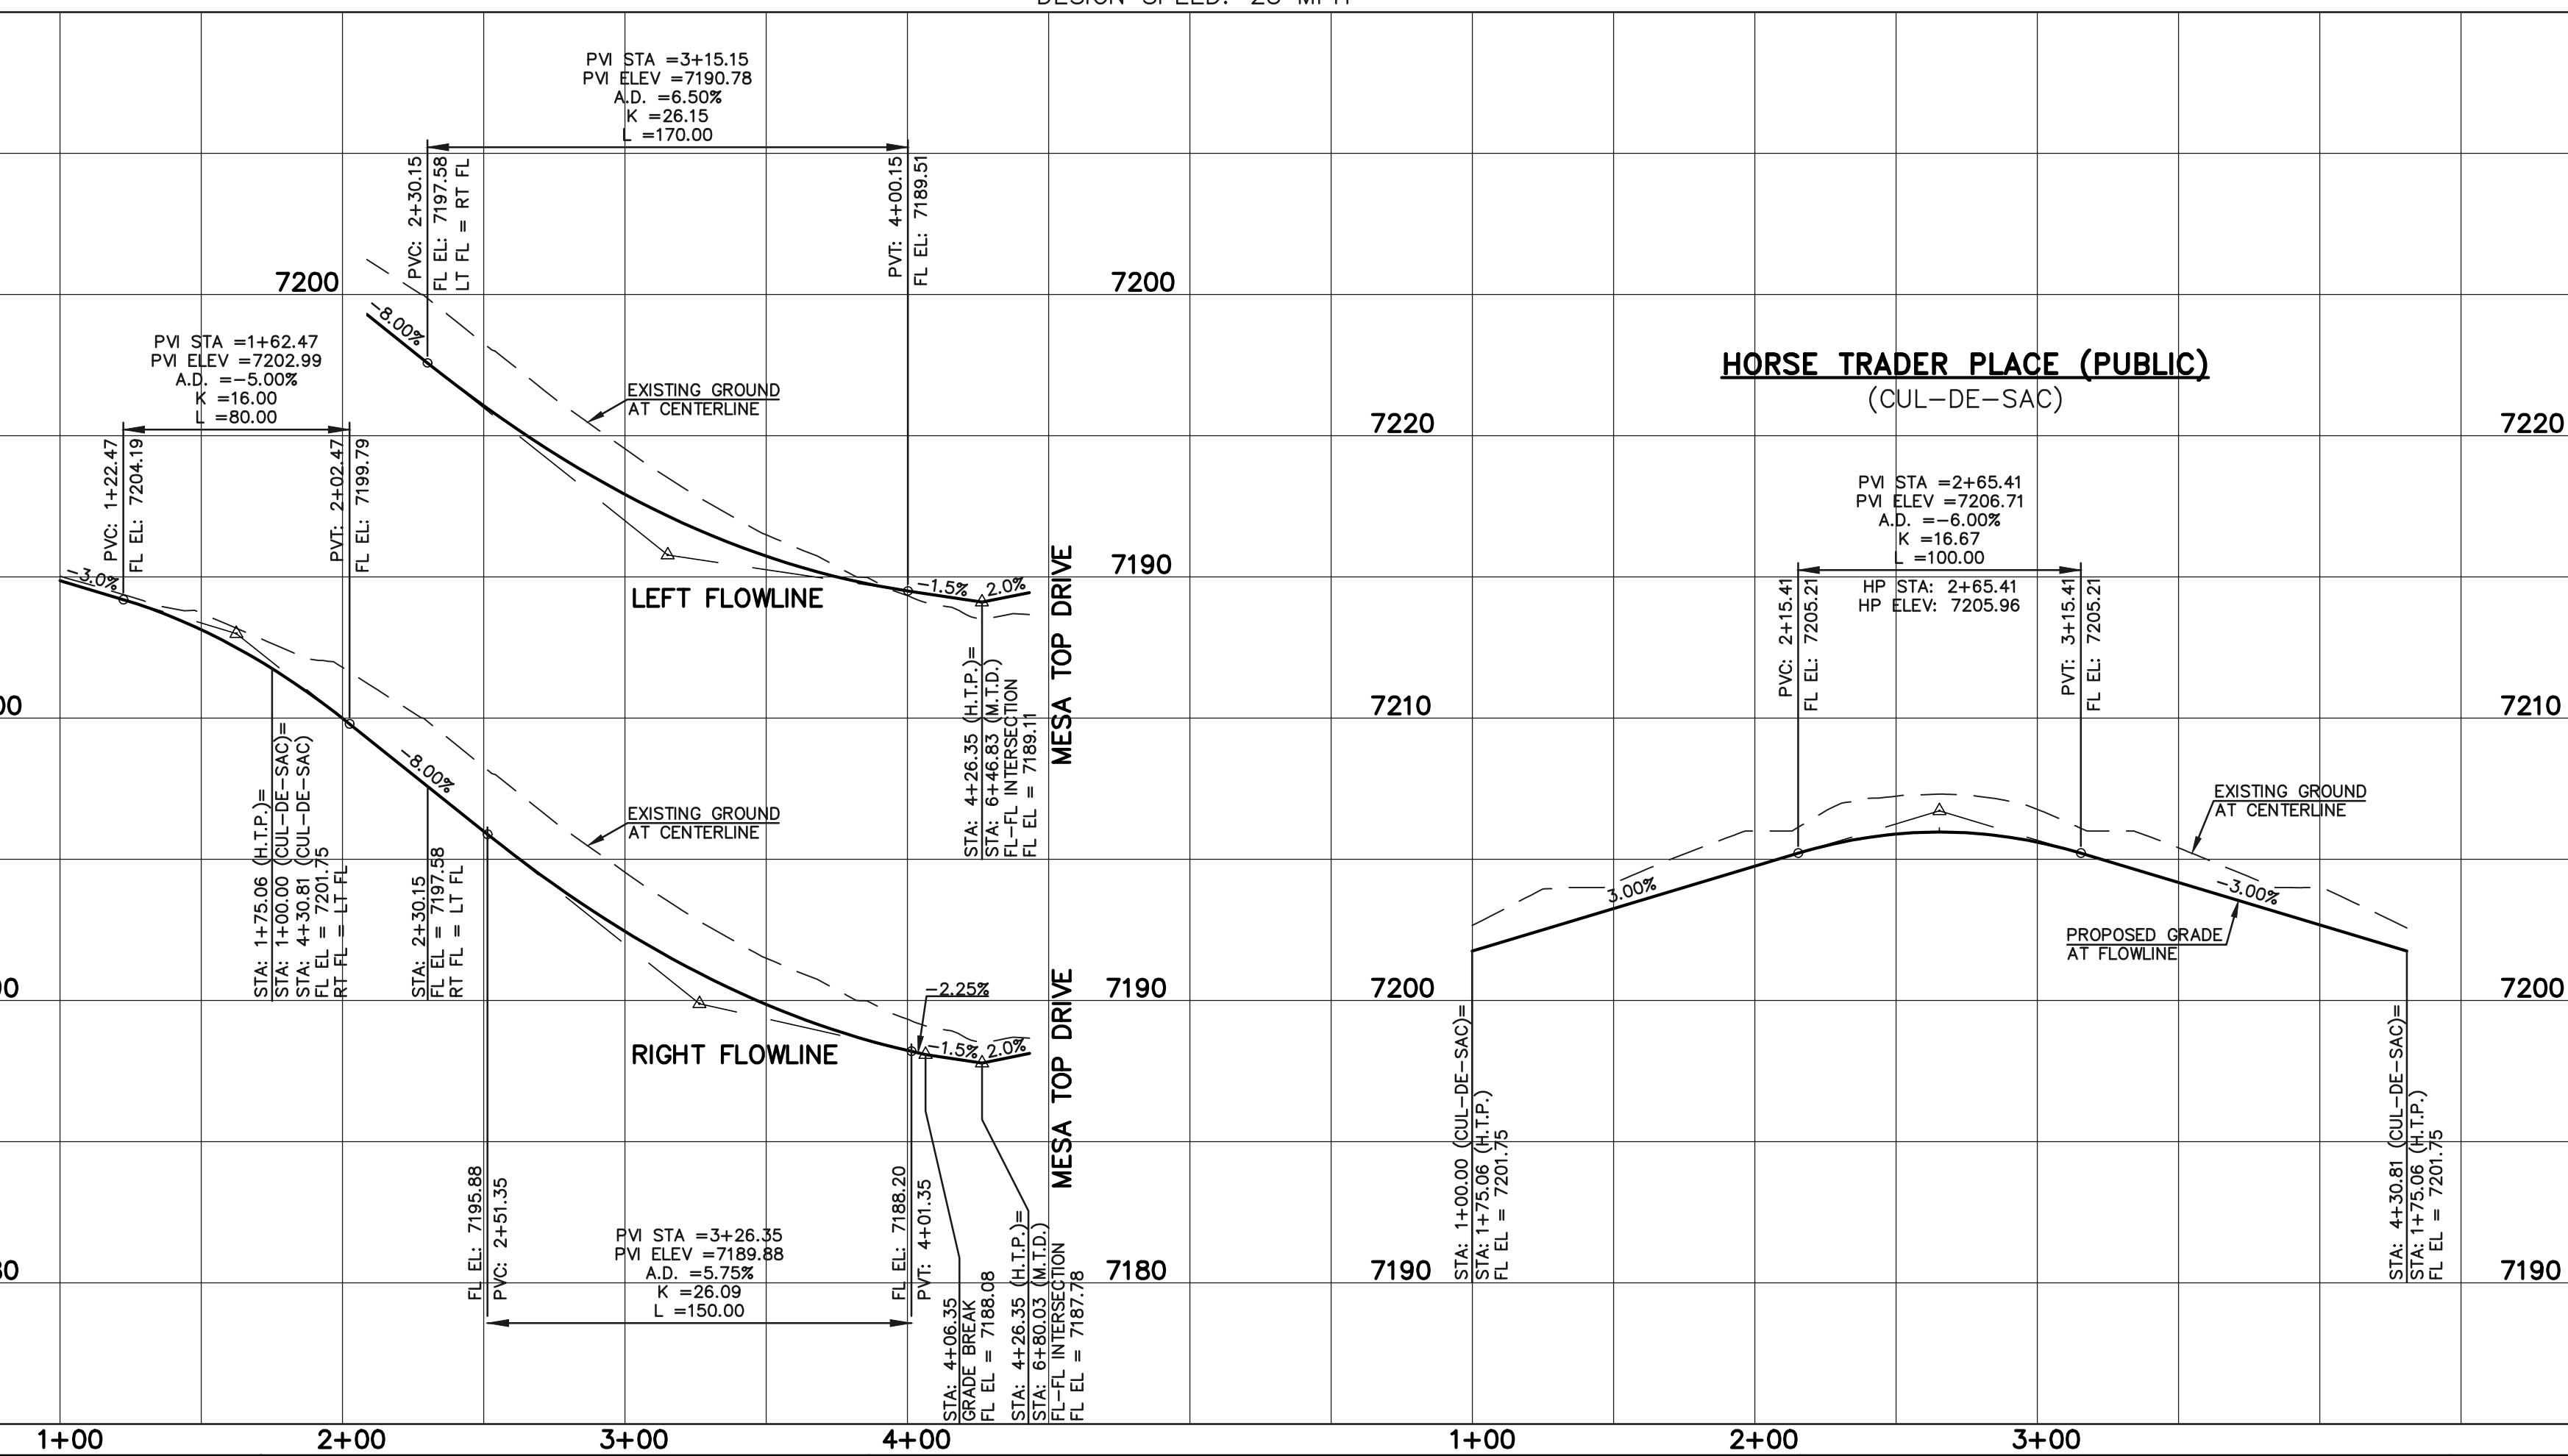 PVI STA =3+15.15
PVI ELEV =7190.78
A.D. =6.50%
K =26.15
L =170.00
PVC: 2+30.15
FL EL: 7197.58
LT FL = RT FL
PVT: 4+00.15
FL EL: 7189.51
7200
7200
-8.00%
PVI STA =1+62.47
PVI ELEV =7202.99
A.D. =-5.00%
K =16.00
L =80.00
PVC: 1+22.47
FL EL: 7204.19
PVT: 2+02.47
FL EL: 7199.79
EXISTING GROUND
AT CENTERLINE
-3.0%
LEFT FLOWLINE
-1.5%
2.0%
7190
MESA TOP DRIVE
STA: 4+26.35 (H.T.P.)=
STA: 6+46.83 (M.T.D.)
FL-FL INTERSECTION
FL EL = 7189.11
-8.00%
STA: 1+75.06 (H.T.P.)=
STA: 1+00.00 (CUL-DE-SAC)=
STA: 4+30.81 (CUL-DE-SAC)
FL EL = 7201.75
RT FL = LT FL
STA: 2+30.15
FL EL = 7197.58
RT FL = LT FL
EXISTING GROUND
AT CENTERLINE
RIGHT FLOWLINE
-2.25%
-1.5%
2.0%
7190
MESA TOP DRIVE
FL EL: 7195.88
PVC: 2+51.35
PVI STA =3+26.35
PVI ELEV =7189.88
A.D. =5.75%
K =26.09
L =150.00
FL EL: 7188.20
PVT: 4+01.35
STA: 4+06.35
GRADE BREAK
FL EL = 7188.08
STA: 4+26.35 (H.T.P.)=
STA: 6+80.03 (M.T.D.)
FL-FL INTERSECTION
FL EL = 7187.78
7180
1+00
2+00
3+00
4+00
HORSE TRADER PLACE (PUBLIC)
(CUL-DE-SAC)
7220
7220
PVI STA =2+65.41
PVI ELEV =7206.71
A.D. =-6.00%
K =16.67
L =100.00
HP STA: 2+65.41
HP ELEV: 7205.96
PVC: 2+15.41
FL EL: 7205.21
PVT: 3+15.41
FL EL: 7205.21
7210
7210
EXISTING GROUND
AT CENTERLINE
3.00%
-3.00%
PROPOSED GRADE
AT FLOWLINE
7200
7200
STA: 1+00.00 (CUL-DE-SAC)=
STA: 1+75.06 (H.T.P.)
FL EL = 7201.75
STA: 4+30.81 (CUL-DE-SAC)=
STA: 1+75.06 (H.T.P.)
FL EL = 7201.75
7190
7190
1+00
2+00
3+00